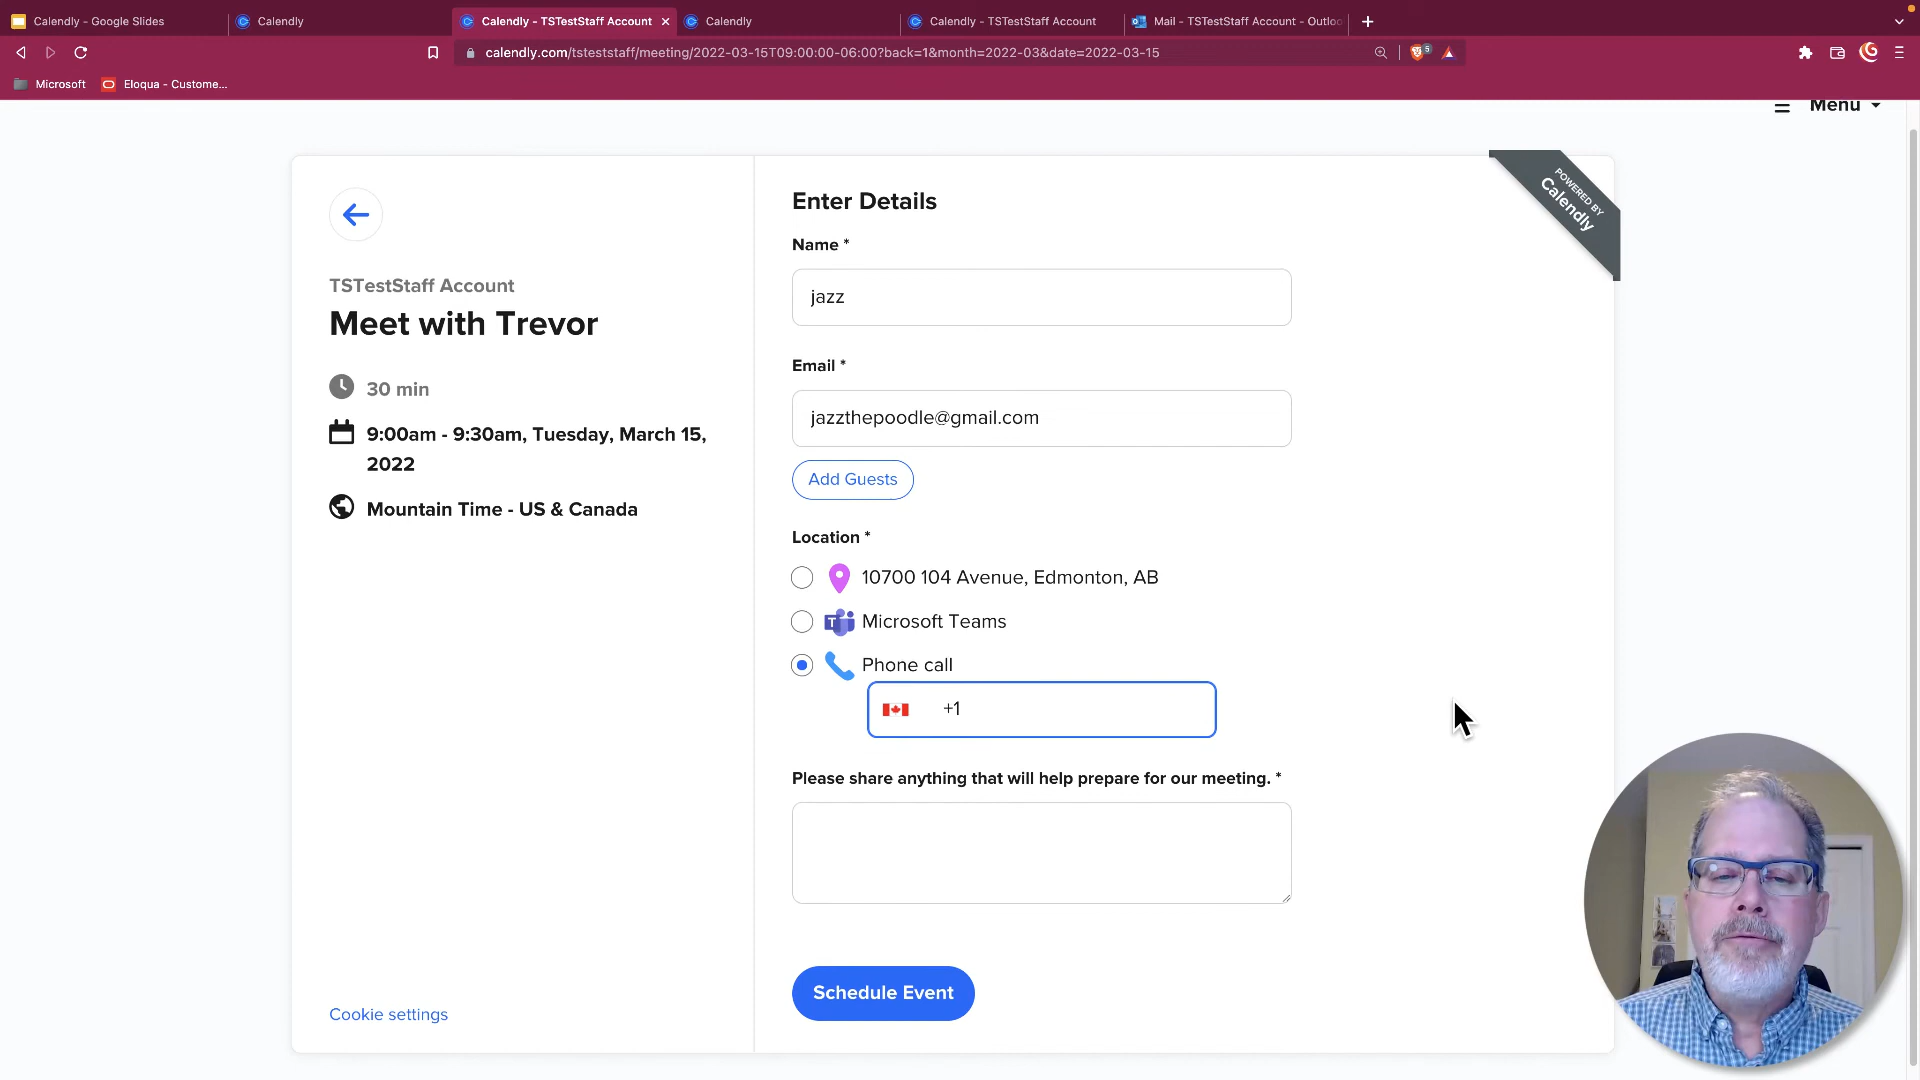 Calendly - Google Slides
Calendly
Calendly - TSTestStaff Account
Calendly
Calendly - TSTestStaff Account
Mail - TSTestStaff Account - Outlo
calendly.com/tsteststaff/meeting/2022-03-15T09:00:00-06:00?back=1&month=2022-03&date=2022-03-15
5
Microsoft
Eloqua - Custome...
Menu
POWERED BY
Calendly
TSTestStaff Account
Meet with Trevor
30 min
9:00am - 9:30am, Tuesday, March 15,
2022
Mountain Time - US & Canada
Cookie settings
Enter Details
Name *
jazz
Email *
jazzthepoodle@gmail.com
Add Guests
Location *
10700 104 Avenue, Edmonton, AB
T
Microsoft Teams
Phone call
+1
Please share anything that will help prepare for our meeting. *
Schedule Event